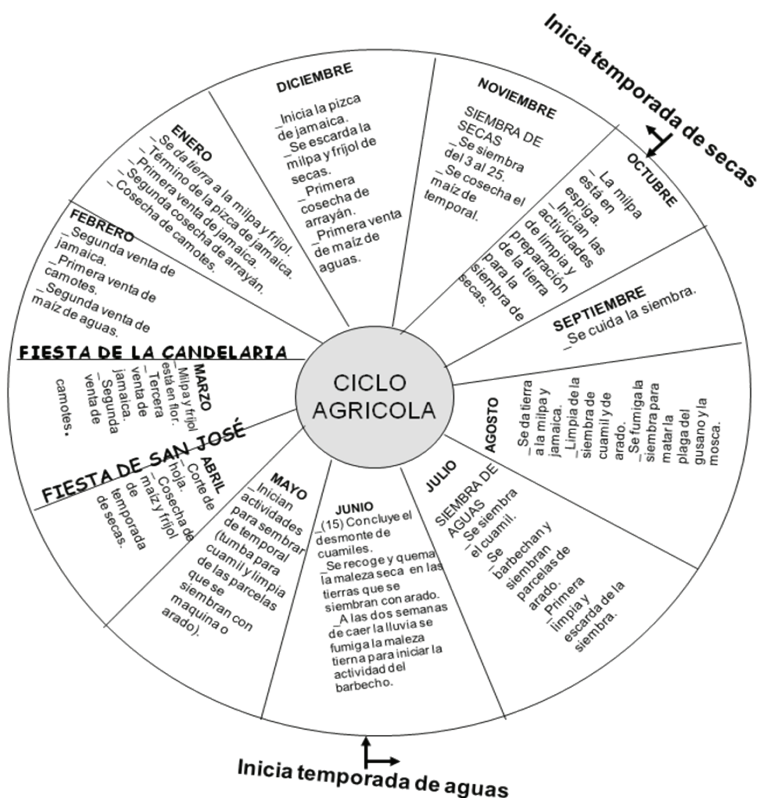 Inicia temporada de secas
DICIEMBRE
_Inicia la pizca
de jamaica.
_Se escarda la
milpa y frijol de
secas.
_Primera
cosecha de
arrayán.
_Primera venta
de maíz de
aguas.
NOVIEMBRE
SIEMBRA DE
SECAS
_Se siembra
del 3 al 25.
_Se cosecha el
maíz de
temporal.
OCTUBRE
_La milpa
está en
espiga.
_Inician las
actividades
de limpia y
preparación
de la tierra
para la
siembra de
secas.
SEPTIEMBRE
_Se cuida la siembra.
AGOSTO
_Se da tierra
a la milpa y
jamaica.
_Limpia de la
siembra de
cuamil y de
arado.
_Se fumiga la
siembra para
matar la
plaga del
gusano y la
mosca.
JULIO
SIEMBRA DE
AGUAS
_Se siembra
el cuamil.
_Se
barbechan y
siembran
parcelas de
arado.
_Primera
limpia y
escarda de la
siembra.
JUNIO
_(15) Concluye el
desmonte de
cuamiles.
_Se recoge y quema
la maleza seca en las
tierras que se
siembran con arado.
_A las dos semanas
de caer la lluvia se
fumiga la maleza
tierna para iniciar la
actividad del
barbecho.
MAYO
_Inician
actividades
para sembrar
de temporal
(tumba para
cuamil y limpia
de las parcelas
que se
siembran con
maquina o
arado).
ABRIL
_Corte de
hoja.
_Cosecha de
maíz y frijol
de
temporada
de secas.
FIESTA DE SAN JOSÉ
MARZO
_Milpa y frijol
está en flor.
_Tercera
venta de
jamaica.
_Segunda
venta de
camotes.
FIESTA DE LA CANDELARIA
FEBRERO
_Segunda venta de
jamaica.
_Primera venta de
camotes.
_Segunda venta de
maíz de aguas.
ENERO
_Se da tierra a la milpa y frijol.
_Término de la pizca de jamaica.
_Primera venta de jamaica.
_Segunda cosecha de arrayán.
_Cosecha de camotes.
CICLO
AGRICOLA
Inicia temporada de aguas